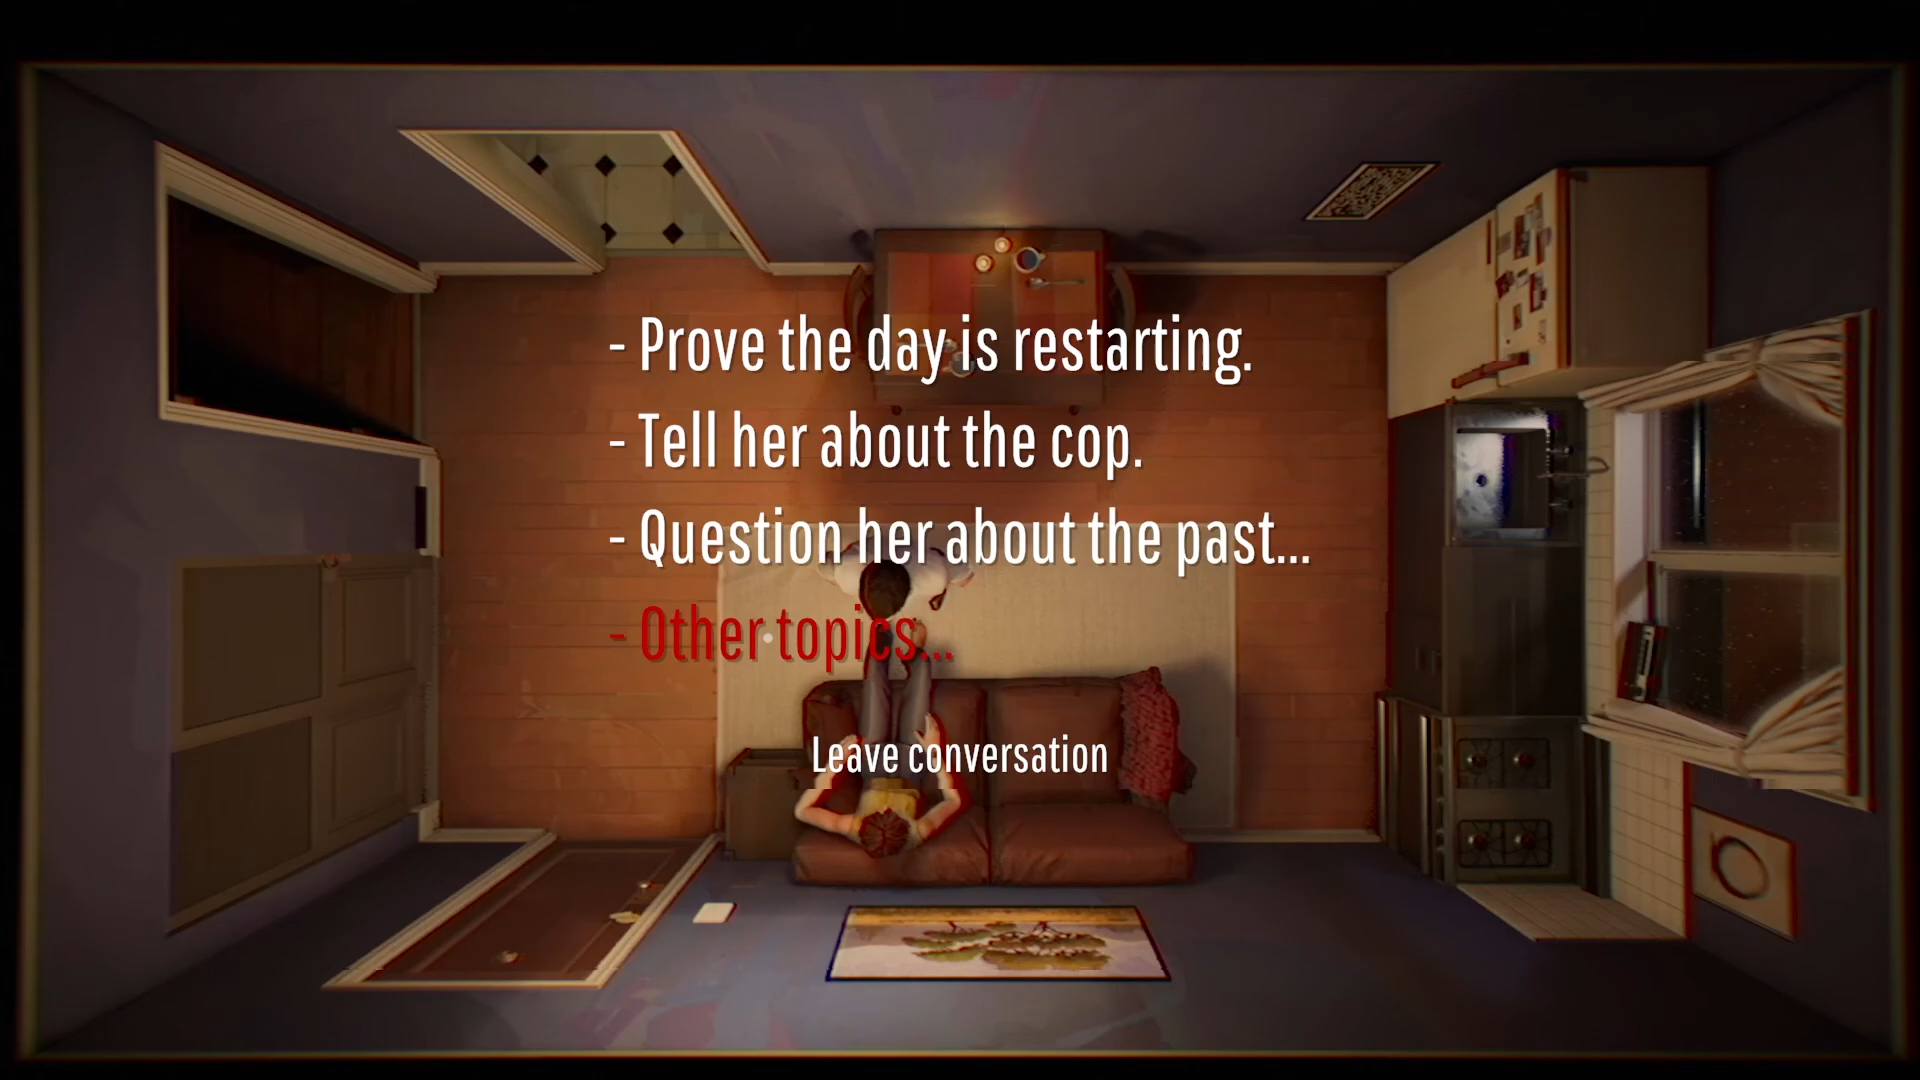 - Prove the day is restarting.
- Tell her about the cop.
- Question her about the past...
- Other topics...
Leave conversation